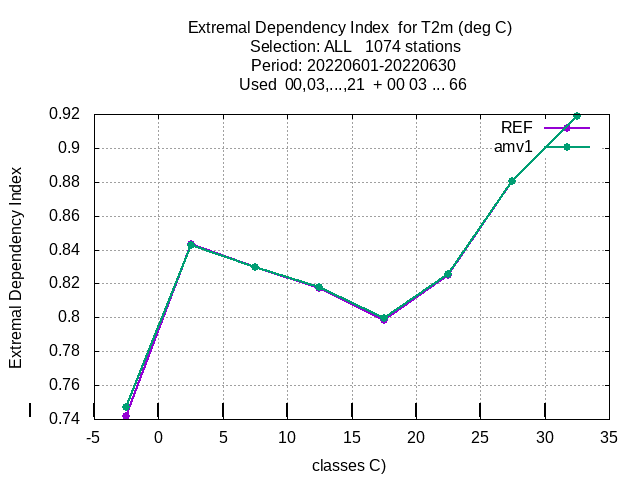 Extremal Dependency Index  for T2m (deg C)
Selection: ALL   1074 stations
Period: 20220601-20220630
Used  00,03,...,21  + 00 03 ... 66
REF
amv1
Extremal Dependency Index
0.92
0.9
0.88
0.86
0.84
0.82
0.8
0.78
0.76
0.74
-5
0
5
10
15
20
25
30
35
classes C)